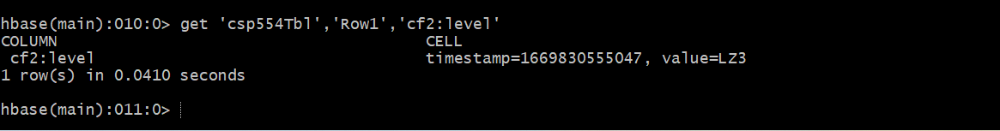 hbase(main):010:0> get 'csp554Tbl','Row1','cf2:level'
COLUMN CELL
cf2:level timestamp=1669830555047, value=LZ3
1 row(s) in 0.0410 seconds
hbase(main):011:0>